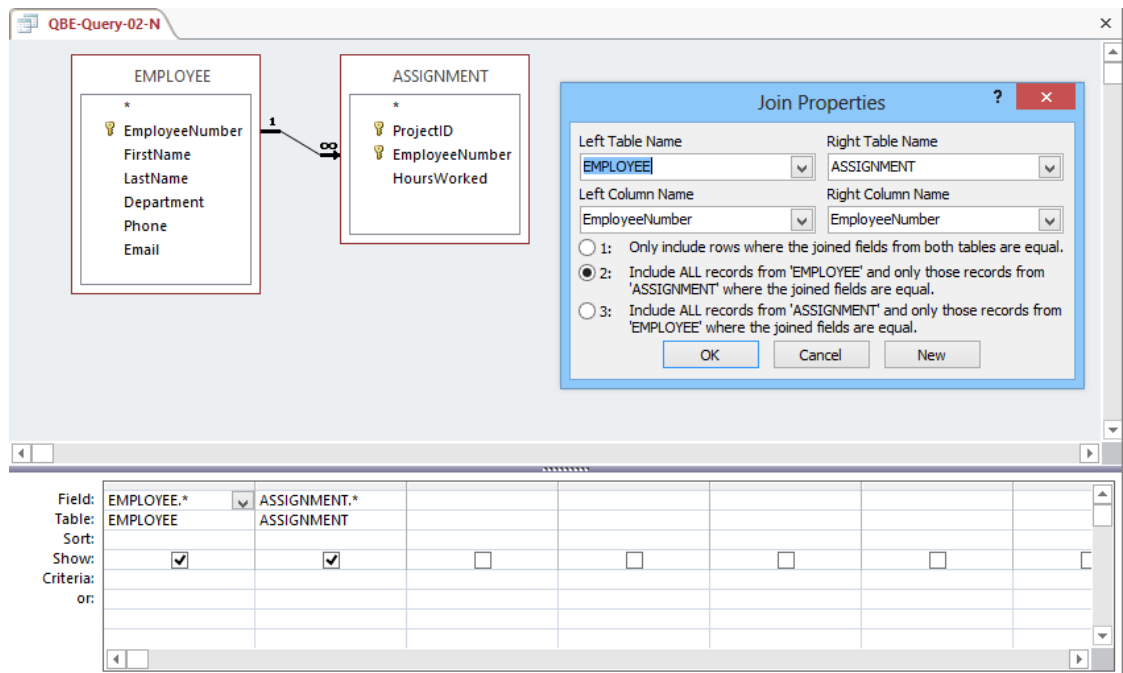 QBE-Query-02-N
EMPLOYEE
*
EmployeeNumber
FirstName
LastName
Department
Phone
Email
1
∞
ASSIGNMENT
*
ProjectID
EmployeeNumber
HoursWorked
Join Properties
?
Left Table Name Right Table Name
EMPLOYEE ASSIGNMENT
Left Column Name Right Column Name
EmployeeNumber EmployeeNumber
1: Only include rows where the joined fields from both tables are equal.
2: Include ALL records from 'EMPLOYEE' and only those records from
'ASSIGNMENT' where the joined fields are equal.
3: Include ALL records from 'ASSIGNMENT' and only those records from
'EMPLOYEE' where the joined fields are equal.
OK Cancel New
Field: EMPLOYEE.* ASSIGNMENT.*
Table: EMPLOYEE ASSIGNMENT
Sort:
Show:
Criteria:
or: